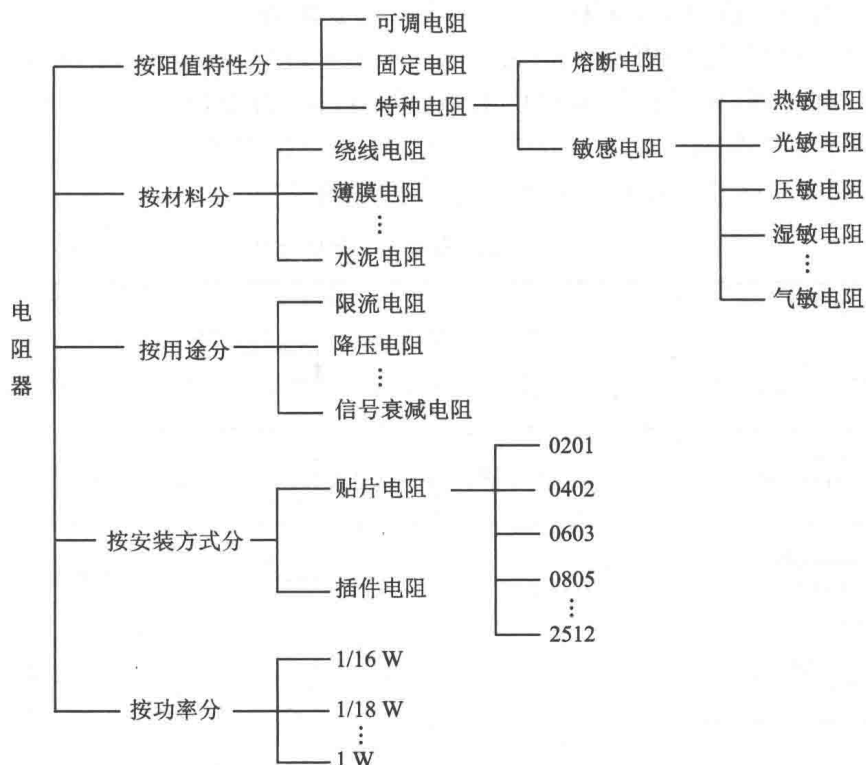 电阻器
按阻值特性分
可调电阻
固定电阻
特种电阻
熔断电阻
敏感电阻
热敏电阻
光敏电阻
压敏电阻
湿敏电阻
⋮
气敏电阻
按材料分
绕线电阻
薄膜电阻
⋮
水泥电阻
按用途分
限流电阻
降压电阻
⋮
信号衰减电阻
按安装方式分
贴片电阻
0201
0402
0603
0805
⋮
2512
插件电阻
按功率分
1/16 W
1/18 W
⋮
1 W